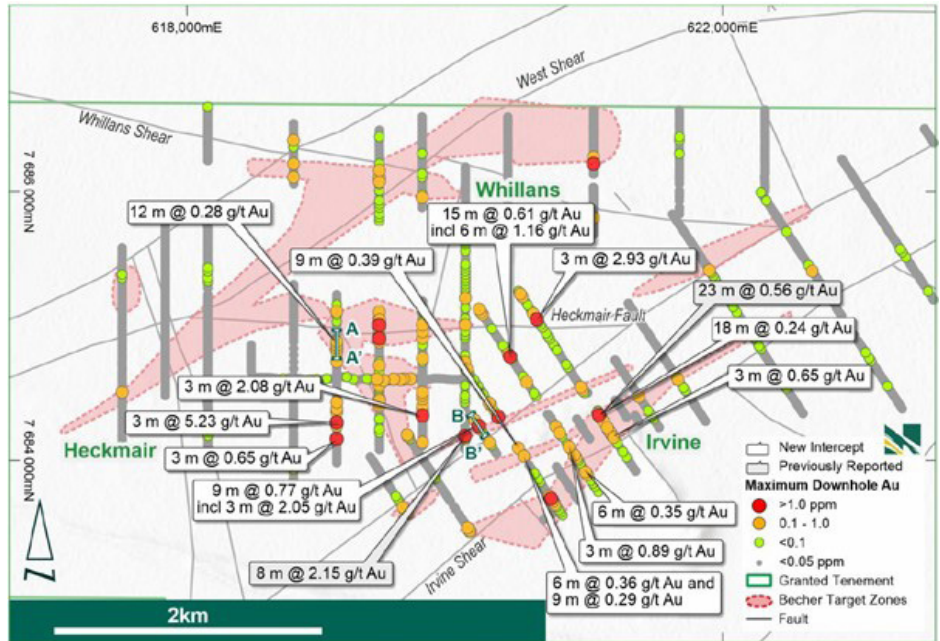 618,000mE
622,000mE
West Shear
Whillans Shear
7 686 000mN
Whillans
12 m @ 0.28 g/t Au
15 m @ 0.61 g/t Au
incl 6 m @ 1.16 g/t Au
9 m @ 0.39 g/t Au
3 m @ 2.93 g/t Au
23 m @ 0.56 g/t Au
Heckmair Fault
18 m @ 0.24 g/t Au
A
A'
3 m @ 0.65 g/t Au
3 m @ 2.08 g/t Au
B
B'
3 m @ 5.23 g/t Au
Heckmair
Irvine
3 m @ 0.65 g/t Au
7 684 000mN
9 m @ 0.77 g/t Au
incl 3 m @ 2.05 g/t Au
6 m @ 0.35 g/t Au
3 m @ 0.89 g/t Au
8 m @ 2.15 g/t Au
Irvine Shear
6 m @ 0.36 g/t Au and
9 m @ 0.29 g/t Au
New Intercept
Previously Reported
Maximum Downhole Au
>1.0 ppm
0.1 - 1.0
<0.1
<0.05 ppm
Granted Tenement
Becher Target Zones
Fault
Z
2km